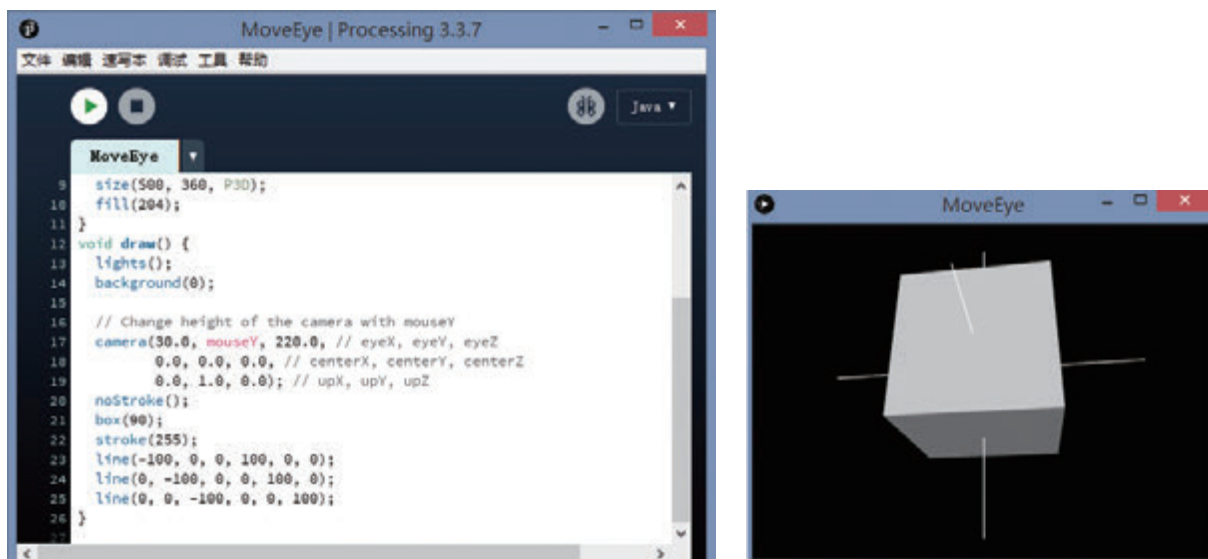 MoveEye | Processing 3.3.7
文件 编辑 速写本 调试 工具 帮助
Java ▼
MoveEye ▼
9 size(500, 360, P3D);
10 fill(204);
11 }
12 void draw() {
13 lights();
14 background(0);
15
16 // Change height of the camera with mouseY
17 camera(30.0, mouseY, 220.0, // eyeX, eyeY, eyeZ
18 0.0, 0.0, 0.0, // centerX, centerY, centerZ
19 0.0, 1.0, 0.0); // upX, upY, upZ
20 noStroke();
21 box(90);
22 stroke(255);
23 line(-100, 0, 0, 100, 0, 0);
24 line(0, -100, 0, 0, 100, 0);
25 line(0, 0, -100, 0, 0, 100);
26 }
27
MoveEye